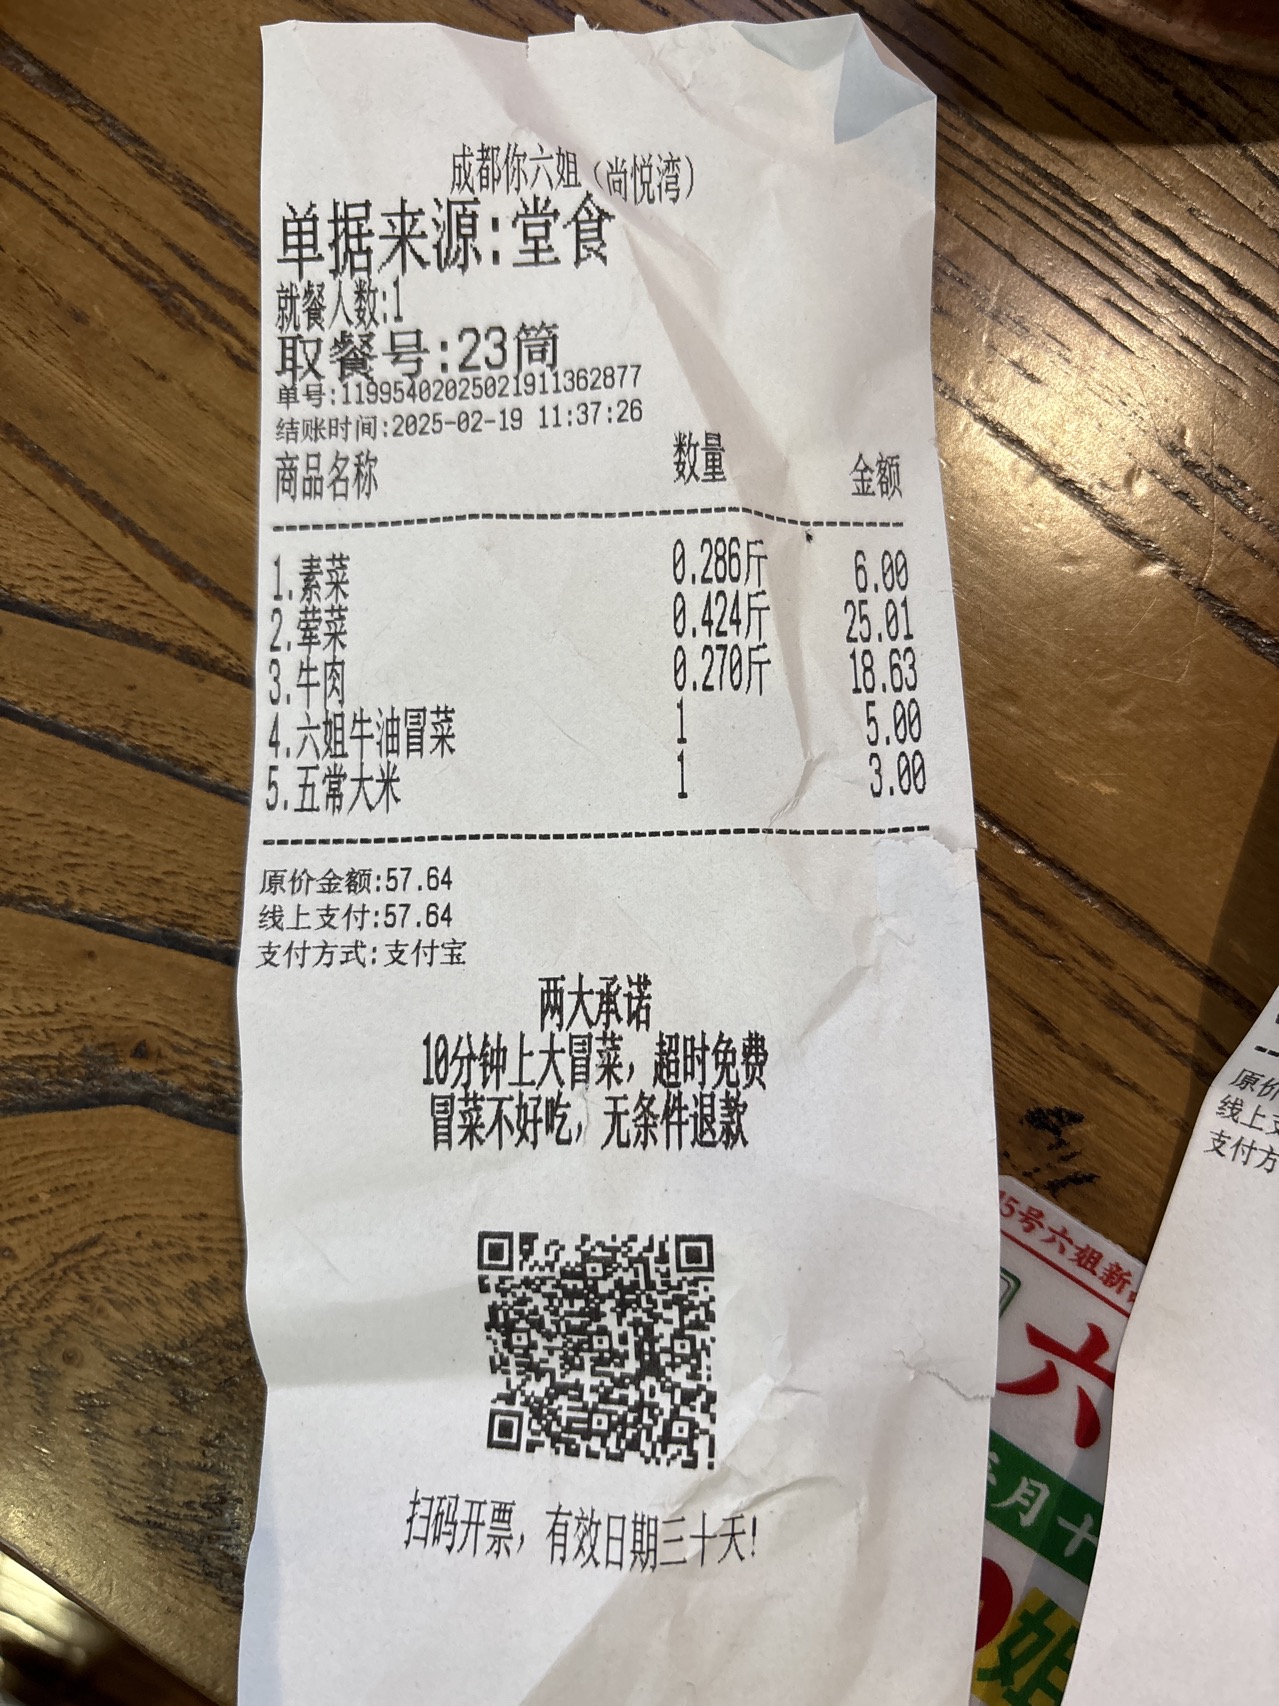 成都你六姐（尚悦湾）
单据来源:堂食
就餐人数:1
取餐号:23筒
单号:11995402025021911362877
结账时间:2025-02-19 11:37:26
商品名称 数量 金额
1.素菜 0.286斤 6.00
2.荤菜 0.424斤 25.01
3.牛肉 0.270斤 18.63
4.六姐牛油冒菜 1 5.00
5.五常大米 1 3.00
原价金额:57.64
线上支付:57.64
支付方式:支付宝
两大承诺
10分钟上大冒菜，超时免费
冒菜不好吃，无条件退款
扫码开票，有效日期三十天!
原价
线上支
支付方
5号六姐新
六
月十
姐